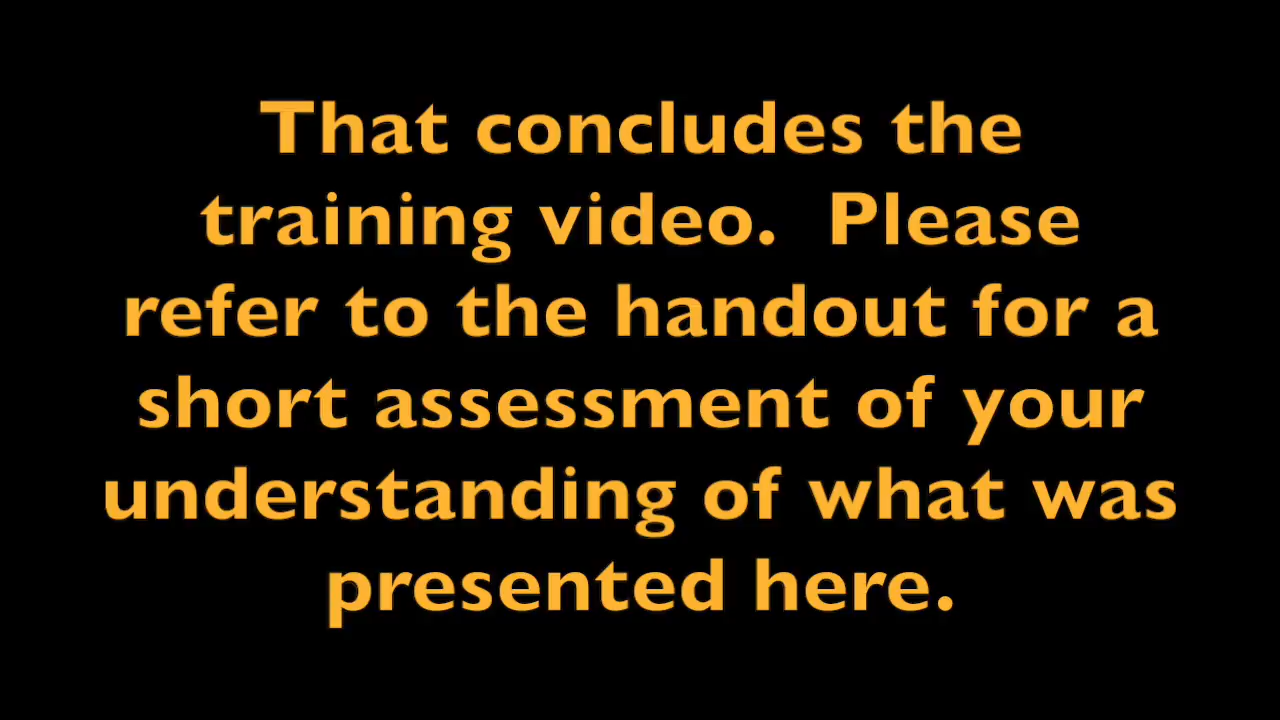 That concludes the
training video.  Please
refer to the handout for a
short assessment of your
understanding of what was
presented here.